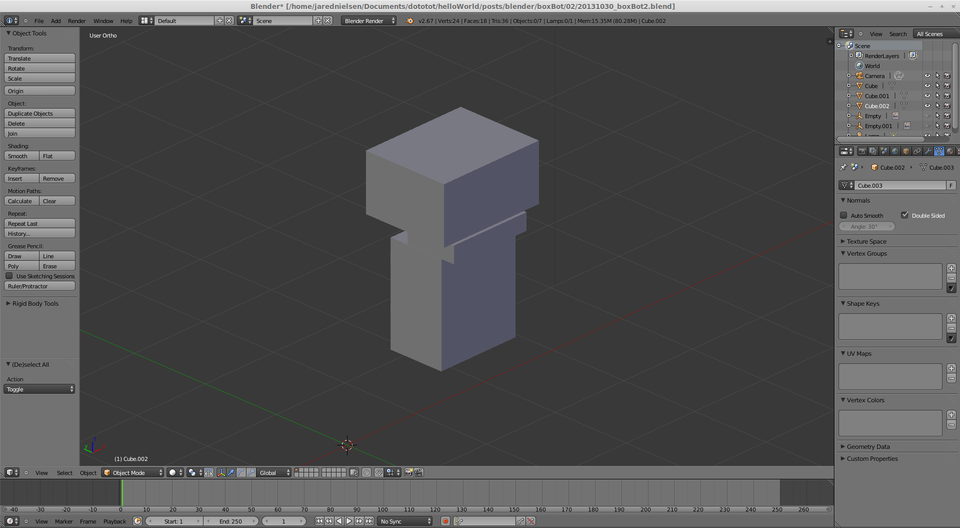 Blender* [/home/jarednielsen/Documents/dototot/helloWorld/posts/blender/boxBot/02/20131030_boxBot2.blend]
File Add Render Window Help Default Scene Blender Render v2.67 | Verts:24 | Faces:18 | Tris:36 | Objects:0/7 | Lamps:0/1 | Mem:15.35M (80.28M) | Cube.002
Object Tools
Transform:
Translate
Rotate
Scale
Origin
Object:
Duplicate Objects
Delete
Join
Shading:
Smooth Flat
Keyframes:
Insert Remove
Motion Paths:
Calculate Clear
Repeat:
Repeat Last
History...
Grease Pencil:
Draw Line
Poly Erase
Use Sketching Sessions
Ruler/Protractor
Rigid Body Tools
(De)select All
Action
Toggle
User Ortho
(1) Cube.002
View Select Object Object Mode Global
View Search All Scenes
Scene
RenderLayers
World
Camera
Cube
Cube.001
Cube.002
Empty
Empty.001
Cube.002 Cube.003
Cube.003 F
Normals
Auto Smooth Double Sided
Angle: 30°
Texture Space
Vertex Groups
Shape Keys
UV Maps
Vertex Colors
Geometry Data
Custom Properties
-40 -30 -20 -10 0 10 20 30 40 50 60 70 80 90 100 110 120 130 140 150 160 170 180 190 200 210 220 230 240 250 260
View Marker Frame Playback Start: 1 End: 250 1 No Sync